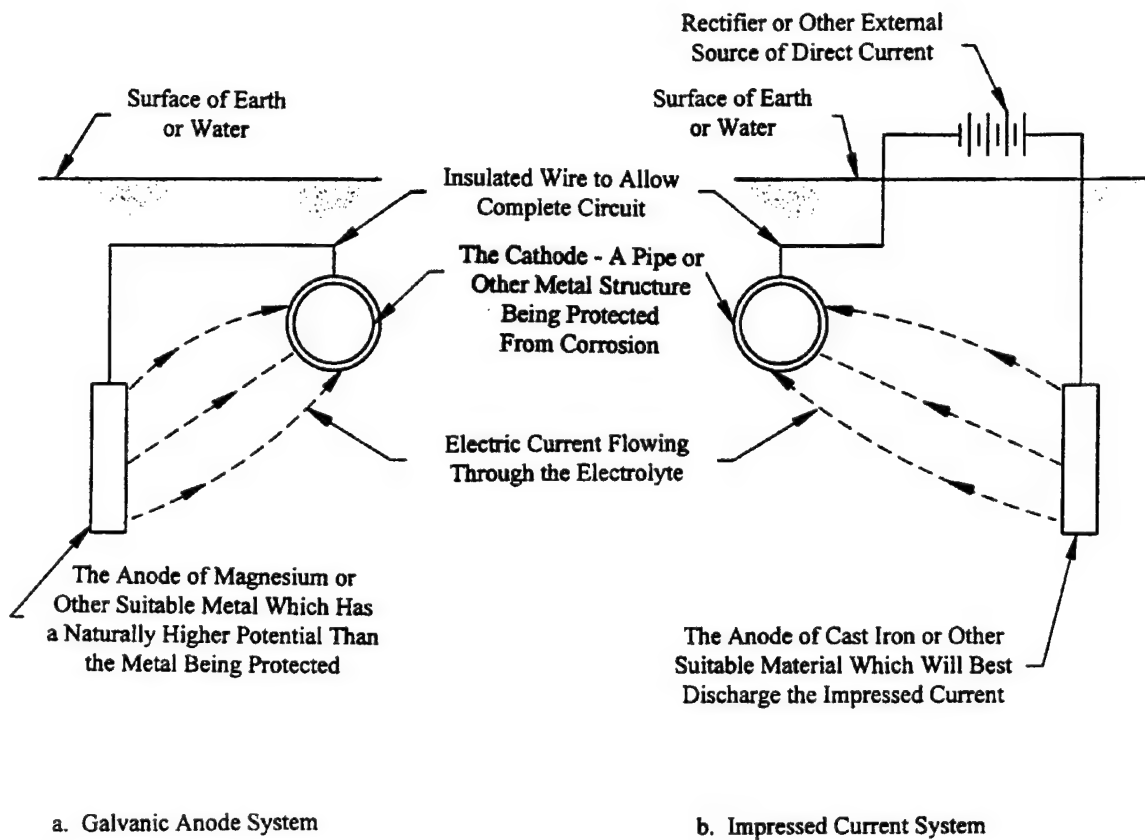 Rectifier or Other External
Source of Direct Current
Surface of Earth
or Water
Surface of Earth
or Water
Insulated Wire to Allow
Complete Circuit
The Cathode - A Pipe or
Other Metal Structure
Being Protected
From Corrosion
Electric Current Flowing
Through the Electrolyte
The Anode of Magnesium or
Other Suitable Metal Which Has
a Naturally Higher Potential Than
the Metal Being Protected
The Anode of Cast Iron or Other
Suitable Material Which Will Best
Discharge the Impressed Current
a. Galvanic Anode System
b. Impressed Current System